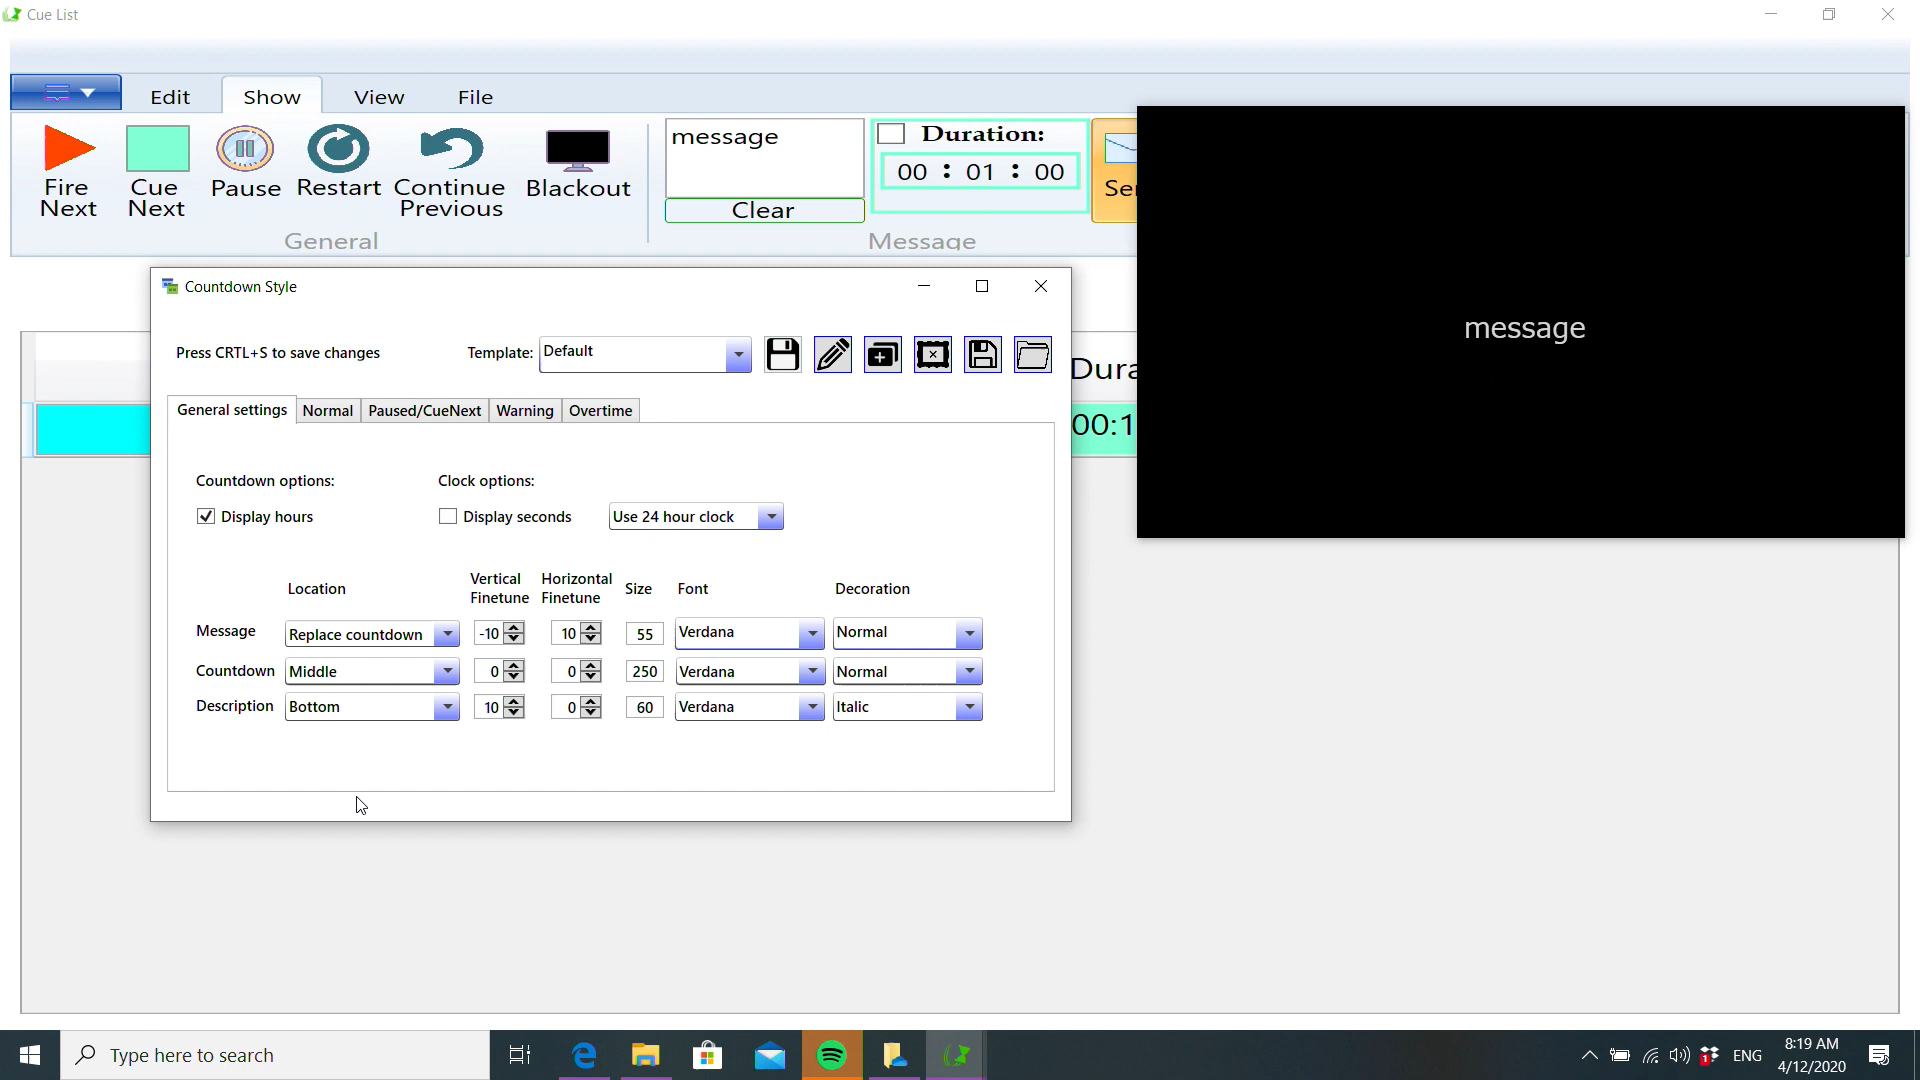 Cue List
Edit
Show
View
File
Fire
Next
Cue
Next
Pause
Restart
Continue
Previous
Blackout
General
message
Clear
Duration:
00 : 01 : 00
Message
message
Countdown Style
Press CRTL+S to save changes
Template:
Default
General settings
Normal
Paused/CueNext
Warning
Overtime
Countdown options:
Clock options:
Display hours
Display seconds
Use 24 hour clock
Location
Vertical
Finetune
Horizontal
Finetune
Size
Font
Decoration
Message
Replace countdown
-10
10
55
Verdana
Normal
Countdown
Middle
0
0
250
Verdana
Normal
Description
Bottom
10
0
60
Verdana
Italic
Type here to search
1
ENG
8:19 AM
4/12/2020